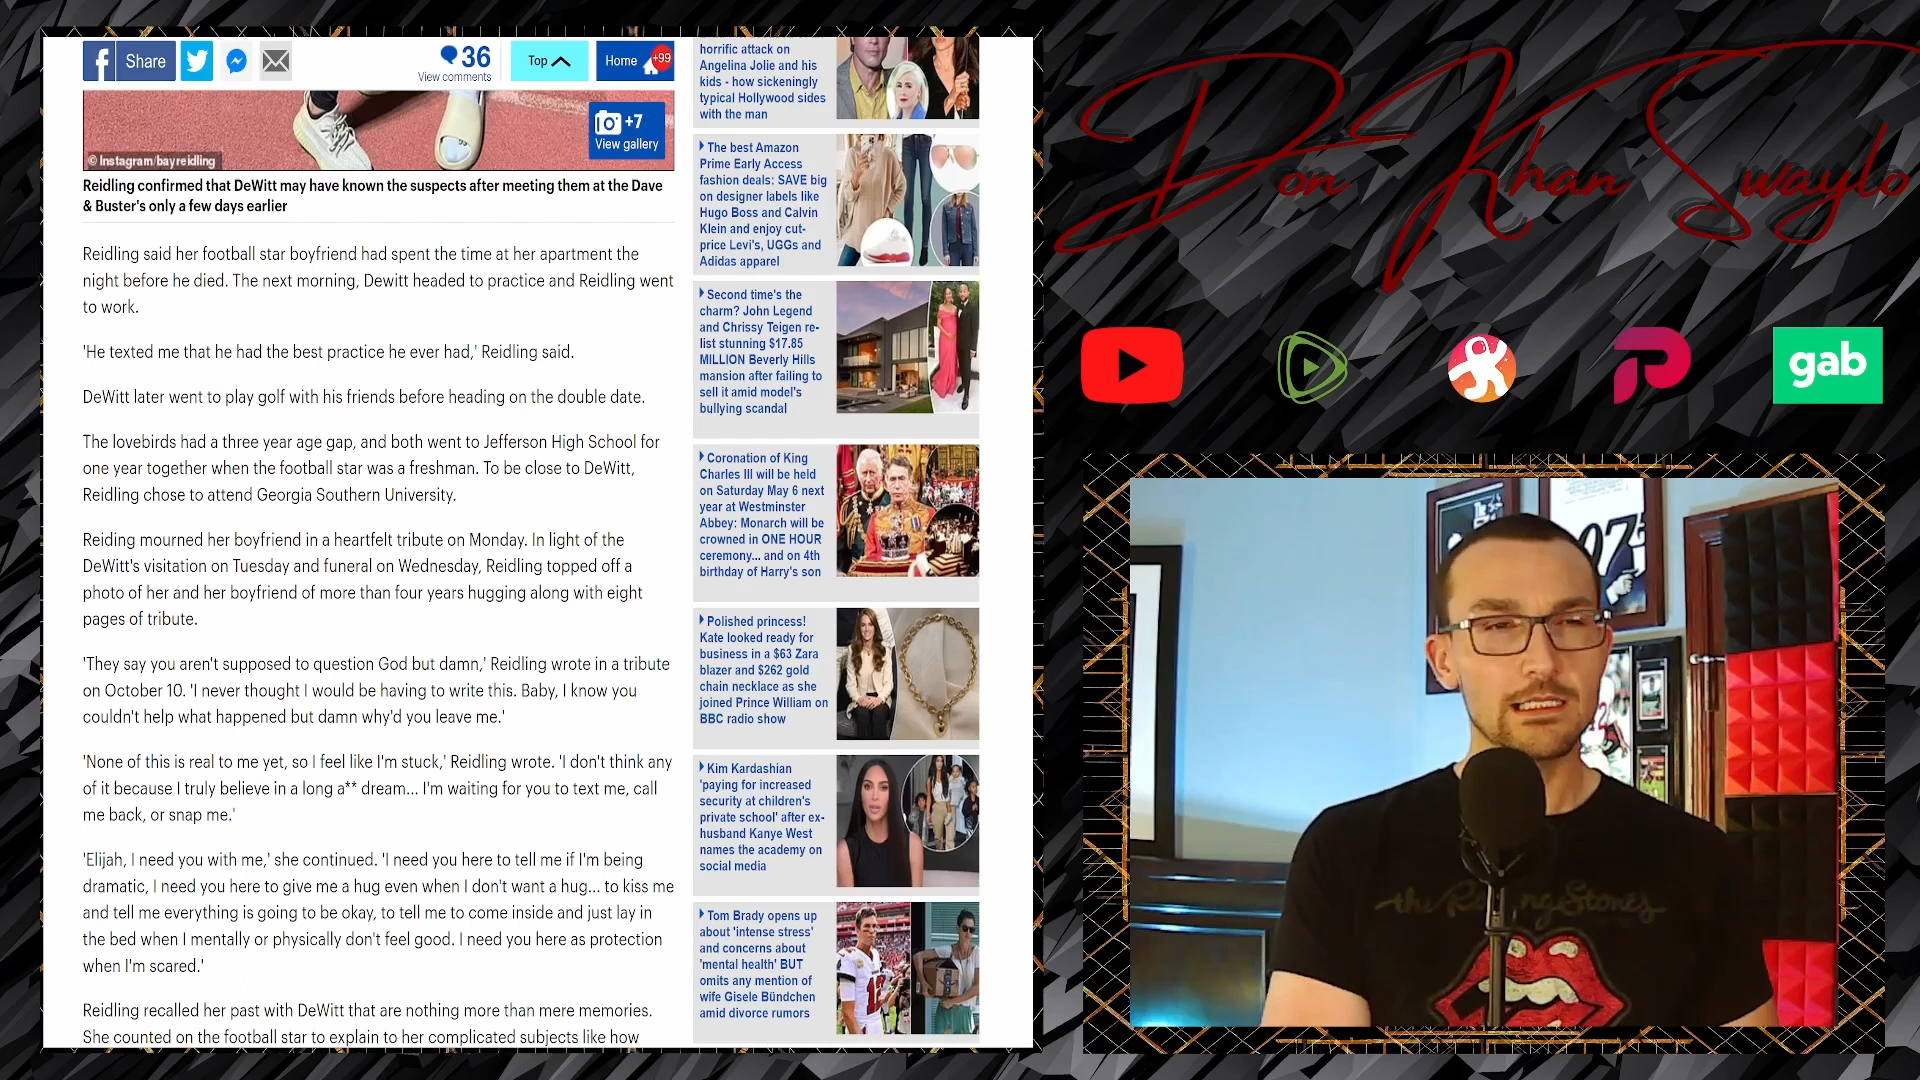 Share
36
View comments
Top
Home
+99
+7
View gallery
© Instagram/bayreidling
Reidling confirmed that DeWitt may have known the suspects after meeting them at the Dave
& Buster's only a few days earlier
Reidling said her football star boyfriend had spent the time at her apartment the
night before he died. The next morning, Dewitt headed to practice and Reidling went
to work.
'He texted me that he had the best practice he ever had,' Reidling said.
DeWitt later went to play golf with his friends before heading on the double date.
The lovebirds had a three year age gap, and both went to Jefferson High School for
one year together when the football star was a freshman. To be close to DeWitt,
Reidling chose to attend Georgia Southern University.
Reiding mourned her boyfriend in a heartfelt tribute on Monday. In light of the
DeWitt's visitation on Tuesday and funeral on Wednesday, Reidling topped off a
photo of her and her boyfriend of more than four years hugging along with eight
pages of tribute.
'They say you aren't supposed to question God but damn,' Reidling wrote in a tribute
on October 10. 'I never thought I would be having to write this. Baby, I know you
couldn't help what happened but damn why'd you leave me.'
'None of this is real to me yet, so I feel like I'm stuck,' Reidling wrote. 'I don't think any
of it because I truly believe in a long a** dream... I'm waiting for you to text me, call
me back, or snap me.'
'Elijah, I need you with me,' she continued. 'I need you here to tell me if I'm being
dramatic, I need you here to give me a hug even when I don't want a hug... to kiss me
and tell me everything is going to be okay, to tell me to come inside and just lay in
the bed when I mentally or physically don't feel good. I need you here as protection
when I'm scared.'
Reidling recalled her past with DeWitt that are nothing more than mere memories.
She counted on the football star to explain to her complicated subjects like how
horrific attack on
Angelina Jolie and his
kids - how sickeningly
typical Hollywood sides
with the man
The best Amazon
Prime Early Access
fashion deals: SAVE big
on designer labels like
Hugo Boss and Calvin
Klein and enjoy cut-
price Levi's, UGGs and
Adidas apparel
Second time's the
charm? John Legend
and Chrissy Teigen re-
list stunning $17.85
MILLION Beverly Hills
mansion after failing to
sell it amid model's
bullying scandal
Coronation of King
Charles III will be held
on Saturday May 6 next
year at Westminster
Abbey: Monarch will be
crowned in ONE HOUR
ceremony... and on 4th
birthday of Harry's son
Polished princess!
Kate looked ready for
business in a $63 Zara
blazer and $262 gold
chain necklace as she
joined Prince William on
BBC radio show
Kim Kardashian
'paying for increased
security at children's
private school' after ex-
husband Kanye West
names the academy on
social media
Tom Brady opens up
about 'intense stress'
and concerns about
'mental health' BUT
omits any mention of
wife Gisele Bündchen
amid divorce rumors
Don Khan Swaylo
gab
the Rolling Stones